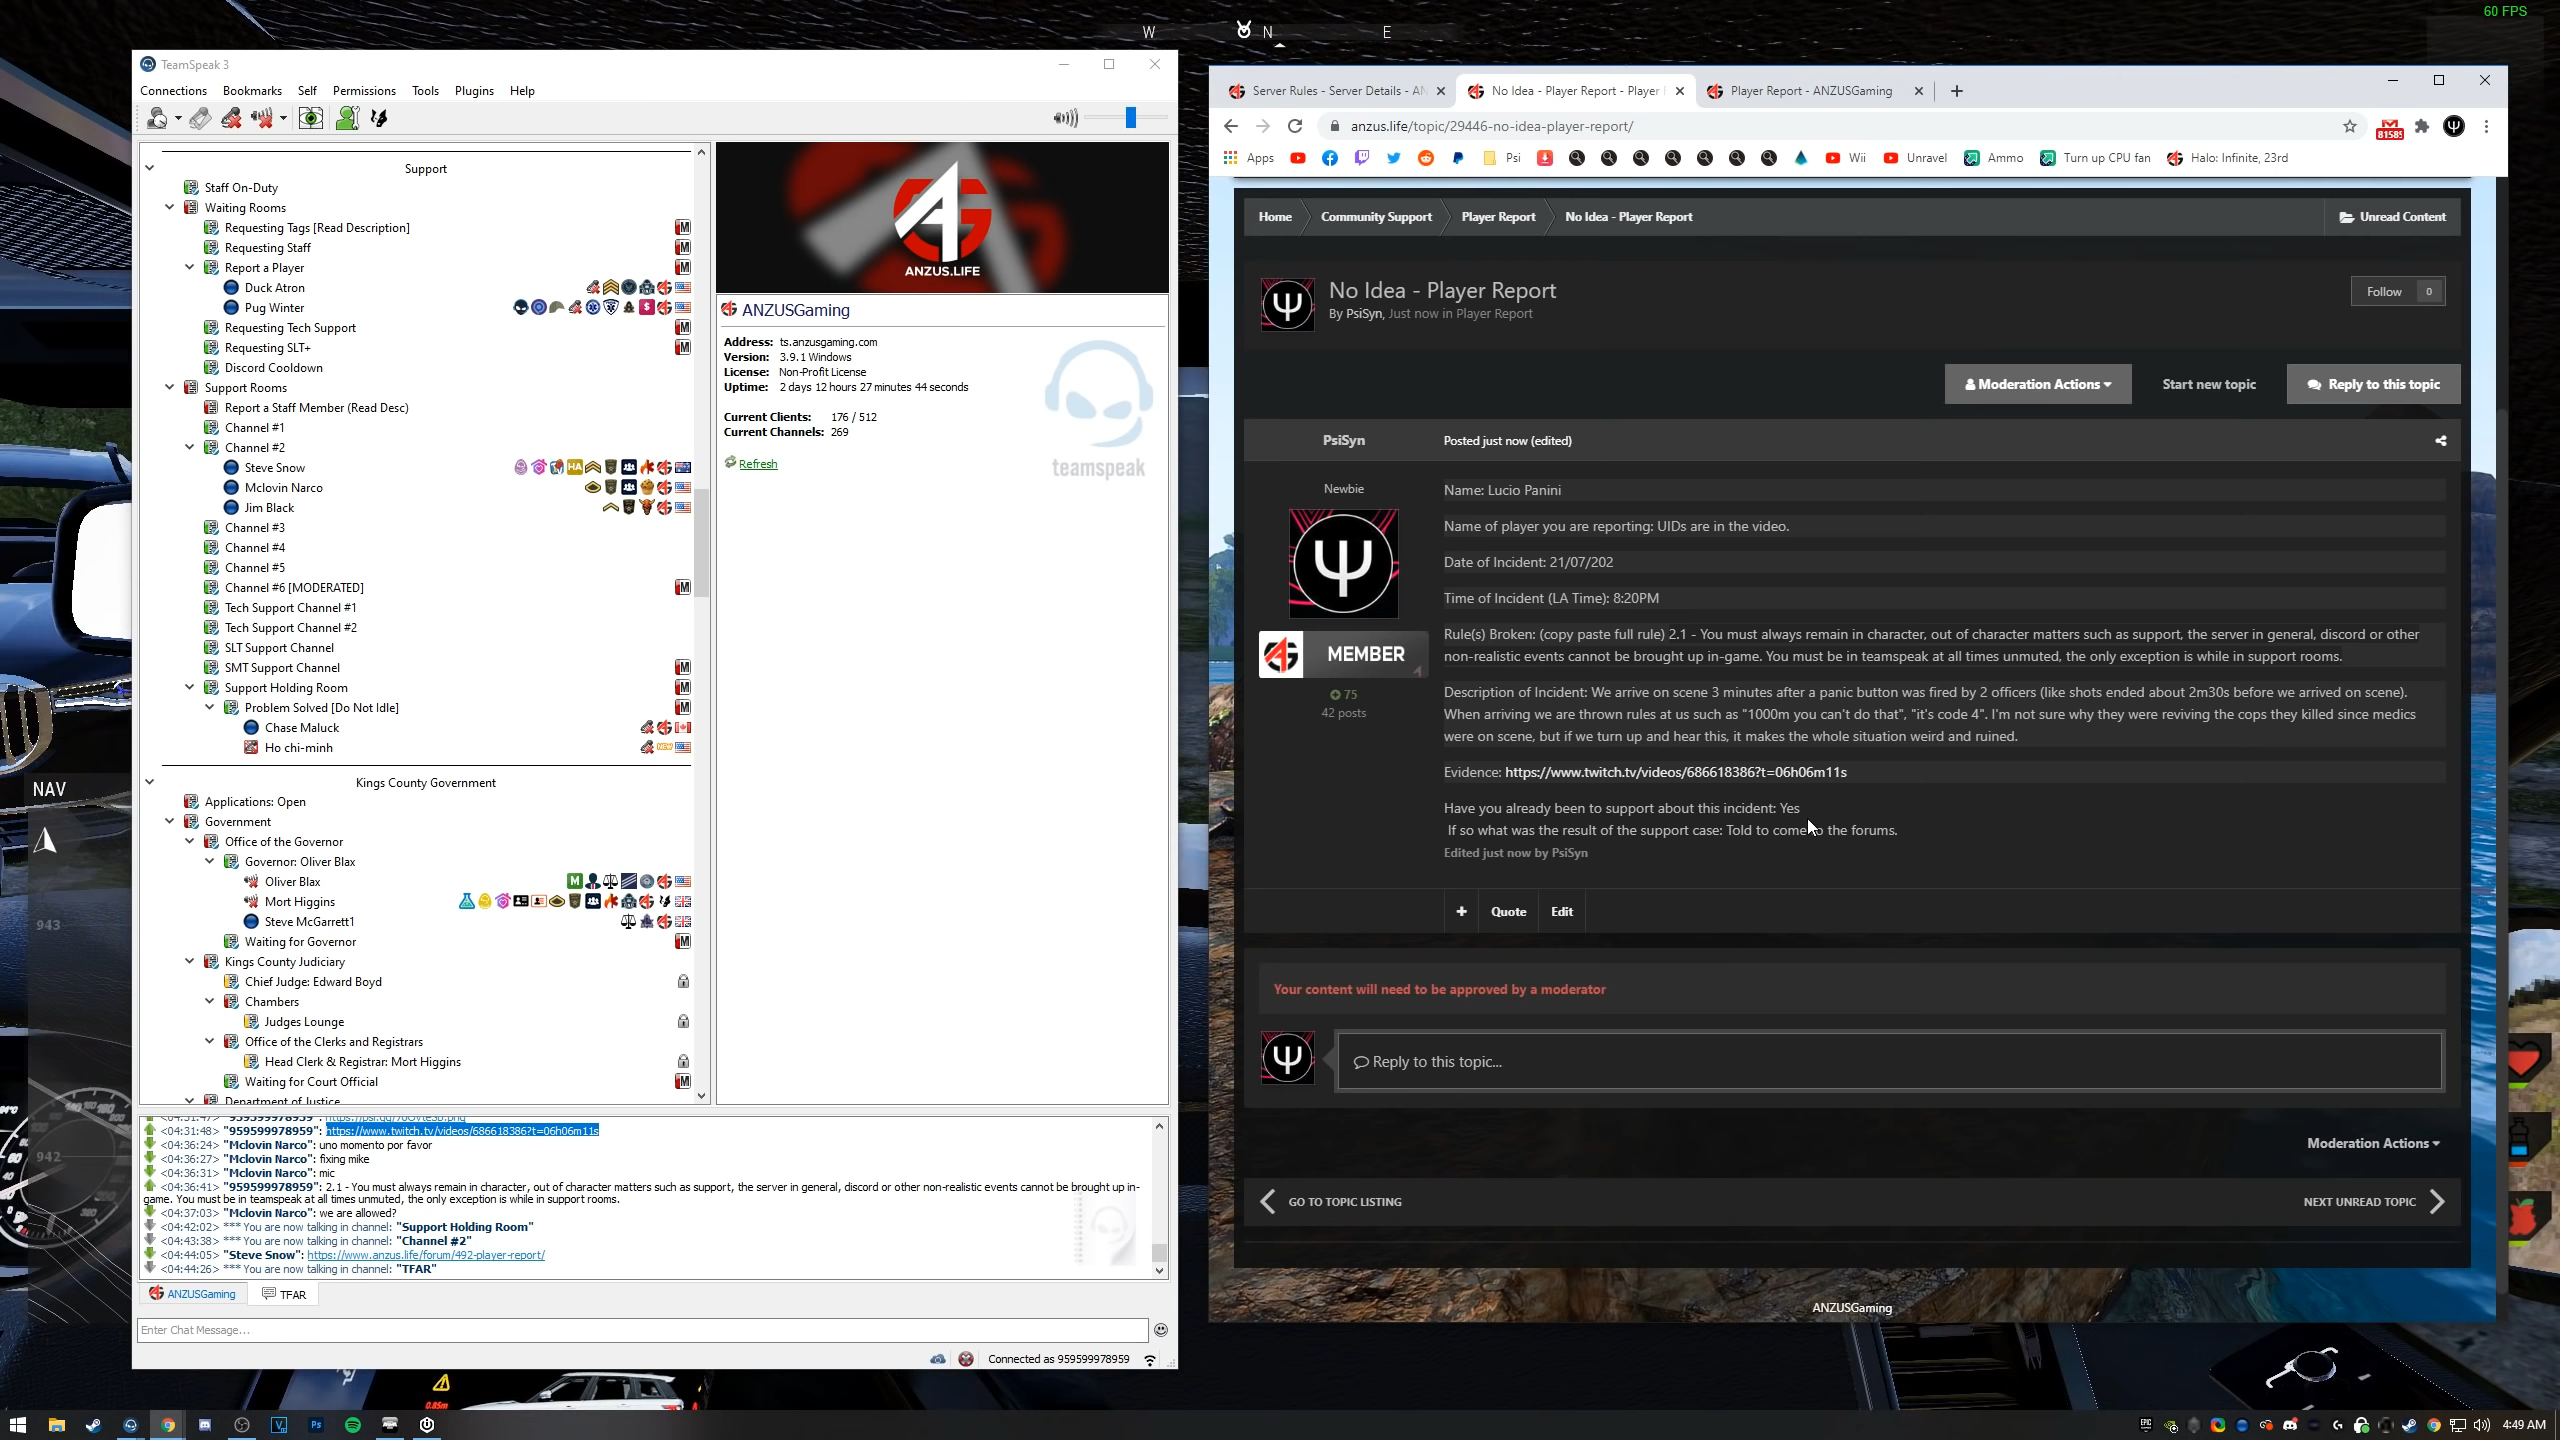 60 FPS
W N E
TeamSpeak 3
Connections Bookmarks Self Permissions Tools Plugins Help
Support
Staff On-Duty
Waiting Rooms
Requesting Tags [Read Description]
Requesting Staff
Report a Player
Duck Atron
Pug Winter
Requesting Tech Support
Requesting SLT+
Discord Cooldown
Support Rooms
Report a Staff Member (Read Desc)
Channel #1
Channel #2
Steve Snow
Mclovin Narco
Jim Black
Channel #3
Channel #4
Channel #5
Channel #6 [MODERATED]
Tech Support Channel #1
Tech Support Channel #2
SLT Support Channel
SMT Support Channel
Support Holding Room
Problem Solved [Do Not Idle]
Chase Maluck
Ho chi-minh
Kings County Government
Applications: Open
Government
Office of the Governor
Governor: Oliver Blax
Oliver Blax
Mort Higgins
Steve McGarrett1
Waiting for Governor
Kings County Judiciary
Chief Judge: Edward Boyd
Chambers
Judges Lounge
Office of the Clerks and Registrars
Head Clerk & Registrar: Mort Higgins
Waiting for Court Official
Department of Justice
ANZUS.LIFE
ANZUSGaming
Address: ts.anzusgaming.com
Version: 3.9.1 Windows
License: Non-Profit License
Uptime: 2 days 12 hours 27 minutes 44 seconds
Current Clients: 176 / 512
Current Channels: 269
Refresh
teamspeak
<04:31:48> "959599978959": https://www.twitch.tv/videos/686618386?t=06h06m11s
<04:36:24> "Mclovin Narco": uno momento por favor
<04:36:27> "Mclovin Narco": fixing mike
<04:36:31> "Mclovin Narco": mic
<04:36:41> "959599978959": 2.1 - You must always remain in character, out of character matters such as support, the server in general, discord or other non-realistic events cannot be brought up in-
game. You must be in teamspeak at all times unmuted, the only exception is while in support rooms.
<04:37:03> "Mclovin Narco": we are allowed?
<04:42:02> *** You are now talking in channel: "Support Holding Room"
<04:43:38> *** You are now talking in channel: "Channel #2"
<04:44:05> "Steve Snow": https://www.anzus.life/forum/492-player-report/
<04:44:26> *** You are now talking in channel: "TFAR"
ANZUSGaming TFAR
Enter Chat Message...
Connected as 959599978959
NAV
943
942
Server Rules - Server Details - AN
No Idea - Player Report - Player
Player Report - ANZUSGaming
anzus.life/topic/29446-no-idea-player-report/
81585
Apps Psi Wii Unravel Ammo Turn up CPU fan Halo: Infinite, 23rd
Home Community Support Player Report No Idea - Player Report Unread Content
No Idea - Player Report
By PsiSyn, Just now in Player Report
Follow 0
Moderation Actions Start new topic Reply to this topic
PsiSyn
Posted just now (edited)
Newbie
MEMBER
75
42 posts
Name: Lucio Panini
Name of player you are reporting: UIDs are in the video.
Date of Incident: 21/07/202
Time of Incident (LA Time): 8:20PM
Rule(s) Broken: (copy paste full rule) 2.1 - You must always remain in character, out of character matters such as support, the server in general, discord or other
non-realistic events cannot be brought up in-game. You must be in teamspeak at all times unmuted, the only exception is while in support rooms.
Description of Incident: We arrive on scene 3 minutes after a panic button was fired by 2 officers (like shots ended about 2m30s before we arrived on scene).
When arriving we are thrown rules at us such as "1000m you can't do that", "it's code 4". I'm not sure why they were reviving the cops they killed since medics
were on scene, but if we turn up and hear this, it makes the whole situation weird and ruined.
Evidence: https://www.twitch.tv/videos/686618386?t=06h06m11s
Have you already been to support about this incident: Yes
If so what was the result of the support case: Told to come to the forums.
Edited just now by PsiSyn
+ Quote Edit
Your content will need to be approved by a moderator
Reply to this topic...
Moderation Actions
GO TO TOPIC LISTING
NEXT UNREAD TOPIC
ANZUSGaming
0.85m
4:49 AM